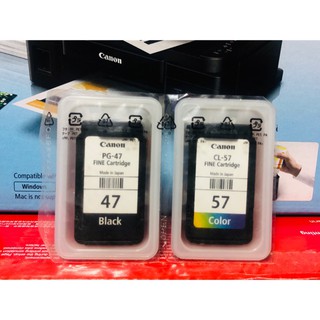 Canon
Canon
PG-47
FINE Cartridge
Made in Japan
47
Black
Canon
CL-57
FINE Cartridge
Made in Japan
57
Color
Compatible
Windows
Mac is no